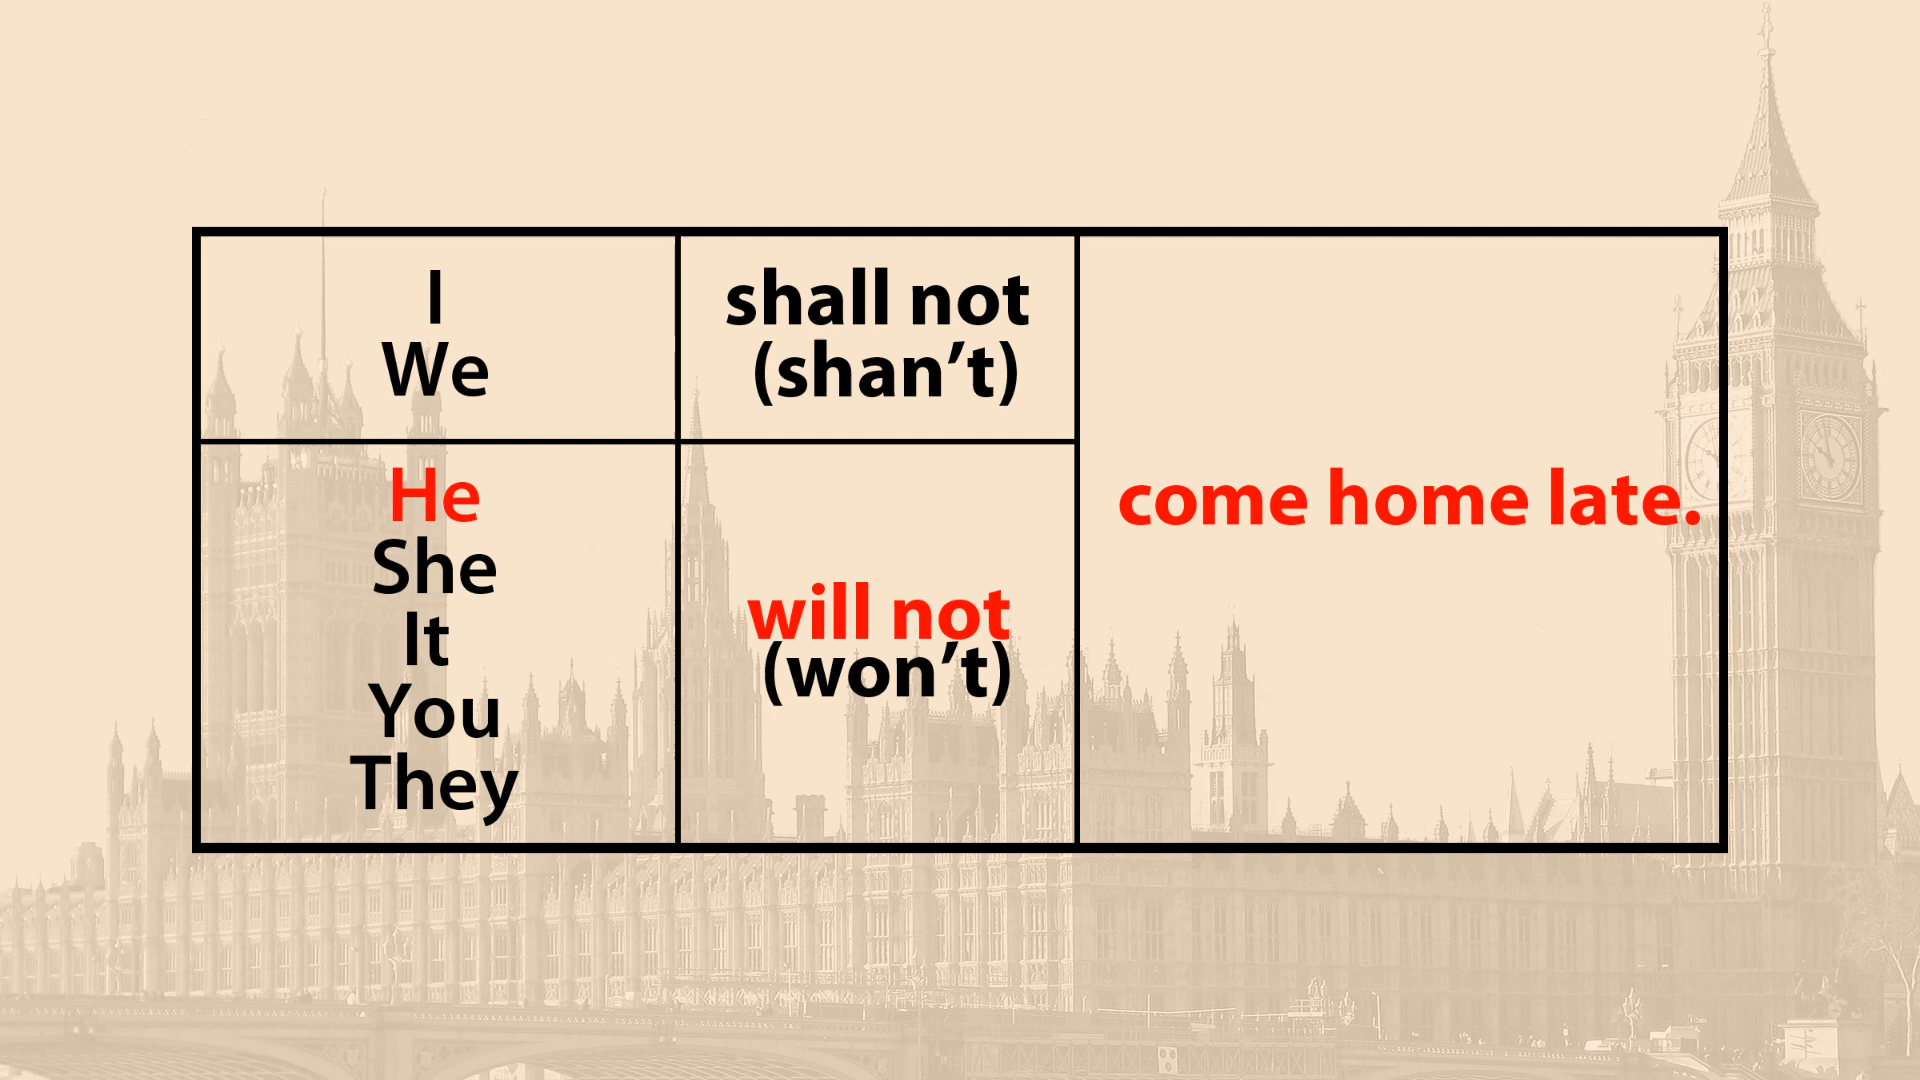 I
We
shall not
(shan’t)
He
She
It
You
They
will not
(won’t)
come home late.